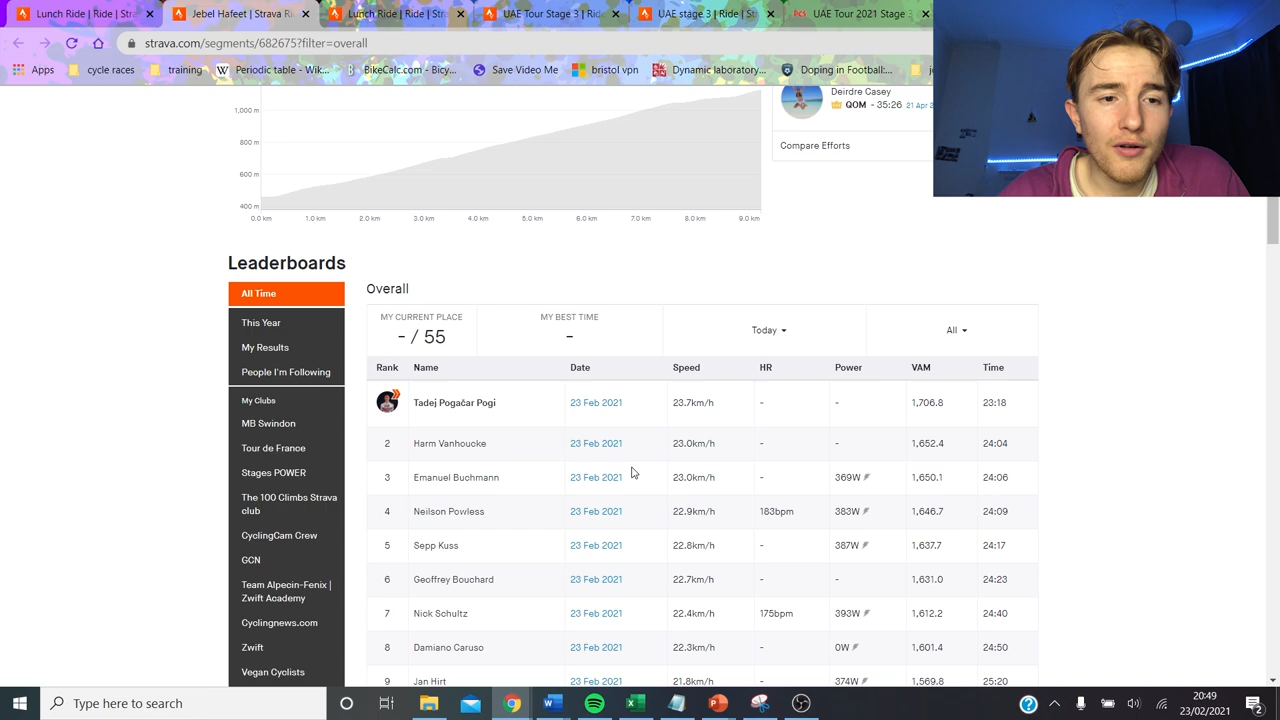 Lunch Ride | Ride | Jebel Hafeet | Ride | Lunch Ride | Ride | UAE Tour Stage 3 | Ride UAE stage 3 | Ride | St PCS UAE Tour 2021 Stage
strava.com/segments/682675?filter=overall
Apps cycle races training W Periodic table - Wik... BikeCalc.com - Bicy... Save Video Me bristol vpn Dynamic laboratory... Doping in Football:...
1,000 m
800 m
600 m
400 m
0.0 km 1.0 km 2.0 km 3.0 km 4.0 km 5.0 km 6.0 km 7.0 km 8.0 km 9.0 km
Deirdre Casey
QOM - 35:26 21 Apr
Compare Efforts
Leaderboards
All Time
This Year
My Results
People I'm Following
My Clubs
MB Swindon
Tour de France
Stages POWER
The 100 Climbs Strava
club
CyclingCam Crew
GCN
Team Alpecin-Fenix |
Zwift Academy
Cyclingnews.com
Zwift
Vegan Cyclists
Overall
MY CURRENT PLACE MY BEST TIME
- / 55 - Today All
Rank Name Date Speed HR Power VAM Time
Tadej Pogačar Pogi 23 Feb 2021 23.7km/h - - 1,706.8 23:18
2 Harm Vanhoucke 23 Feb 2021 23.0km/h - - 1,652.4 24:04
3 Emanuel Buchmann 23 Feb 2021 23.0km/h - 369W 1,650.1 24:06
4 Neilson Powless 23 Feb 2021 22.9km/h 183bpm 383W 1,646.7 24:09
5 Sepp Kuss 23 Feb 2021 22.8km/h - 387W 1,637.7 24:17
6 Geoffrey Bouchard 23 Feb 2021 22.7km/h - - 1,631.0 24:23
7 Nick Schultz 23 Feb 2021 22.4km/h 175bpm 393W 1,612.2 24:40
8 Damiano Caruso 23 Feb 2021 22.3km/h - 0W 1,601.4 24:50
9 Jan Hirt 23 Feb 2021 21.8km/h - 374W 1,569.8 25:20
Type here to search
20:49
23/02/2021
2